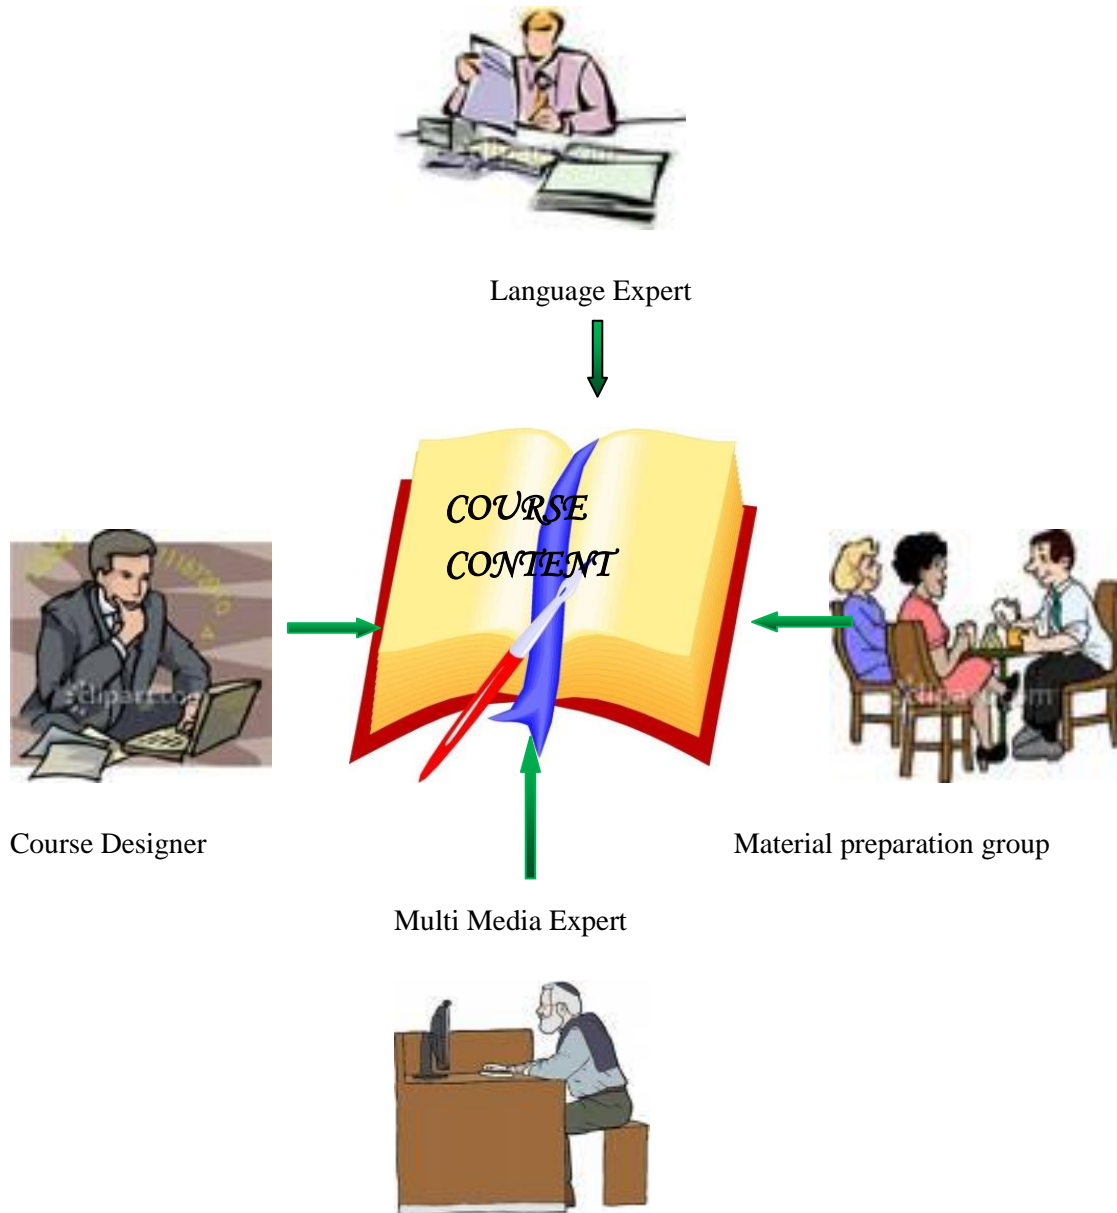 Language Expert
COURSE
CONTENT
Course Designer
Material preparation group
Multi Media Expert